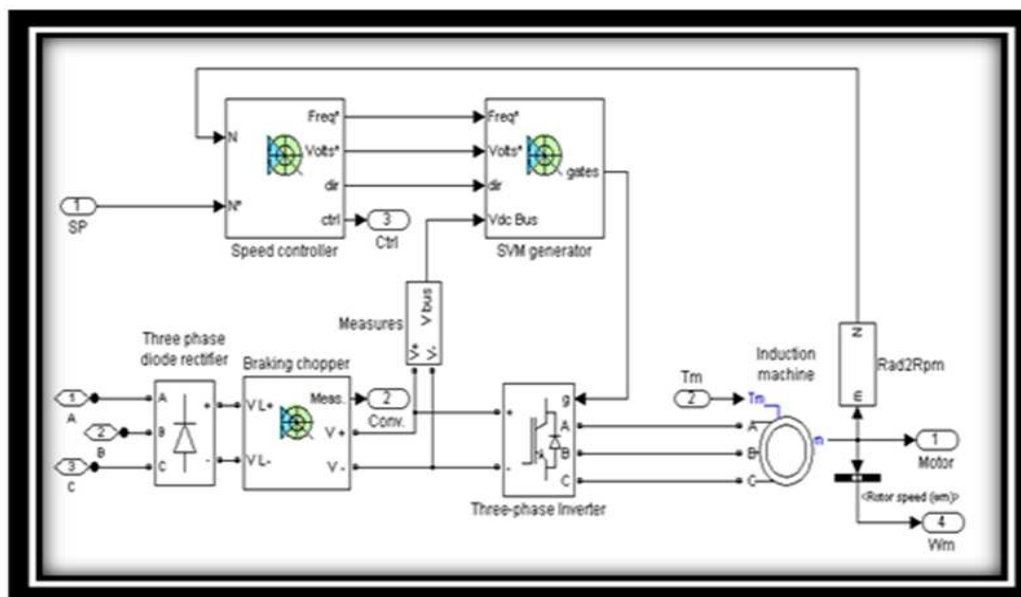 N
Freq*
Volts*
dir
N*
ctrl
Speed controller
Freq*
Volts*
dir
Vdc Bus
gates
SVM generator
1
SP
3
Ctrl
Measures
V bus
V+
V-
Three phase
diode rectifier
A
B
C
+
-
1
A
2
B
3
C
Braking chopper
V L+
V L-
Meas.
V +
V -
2
Conv.
+
-
g
A
B
C
Three-phase Inverter
Tm
2
Induction
machine
Tm
A
B
C
m
N
m
Rad2Rpm
1
Motor
<Rotor speed (wm)>
4
Wm